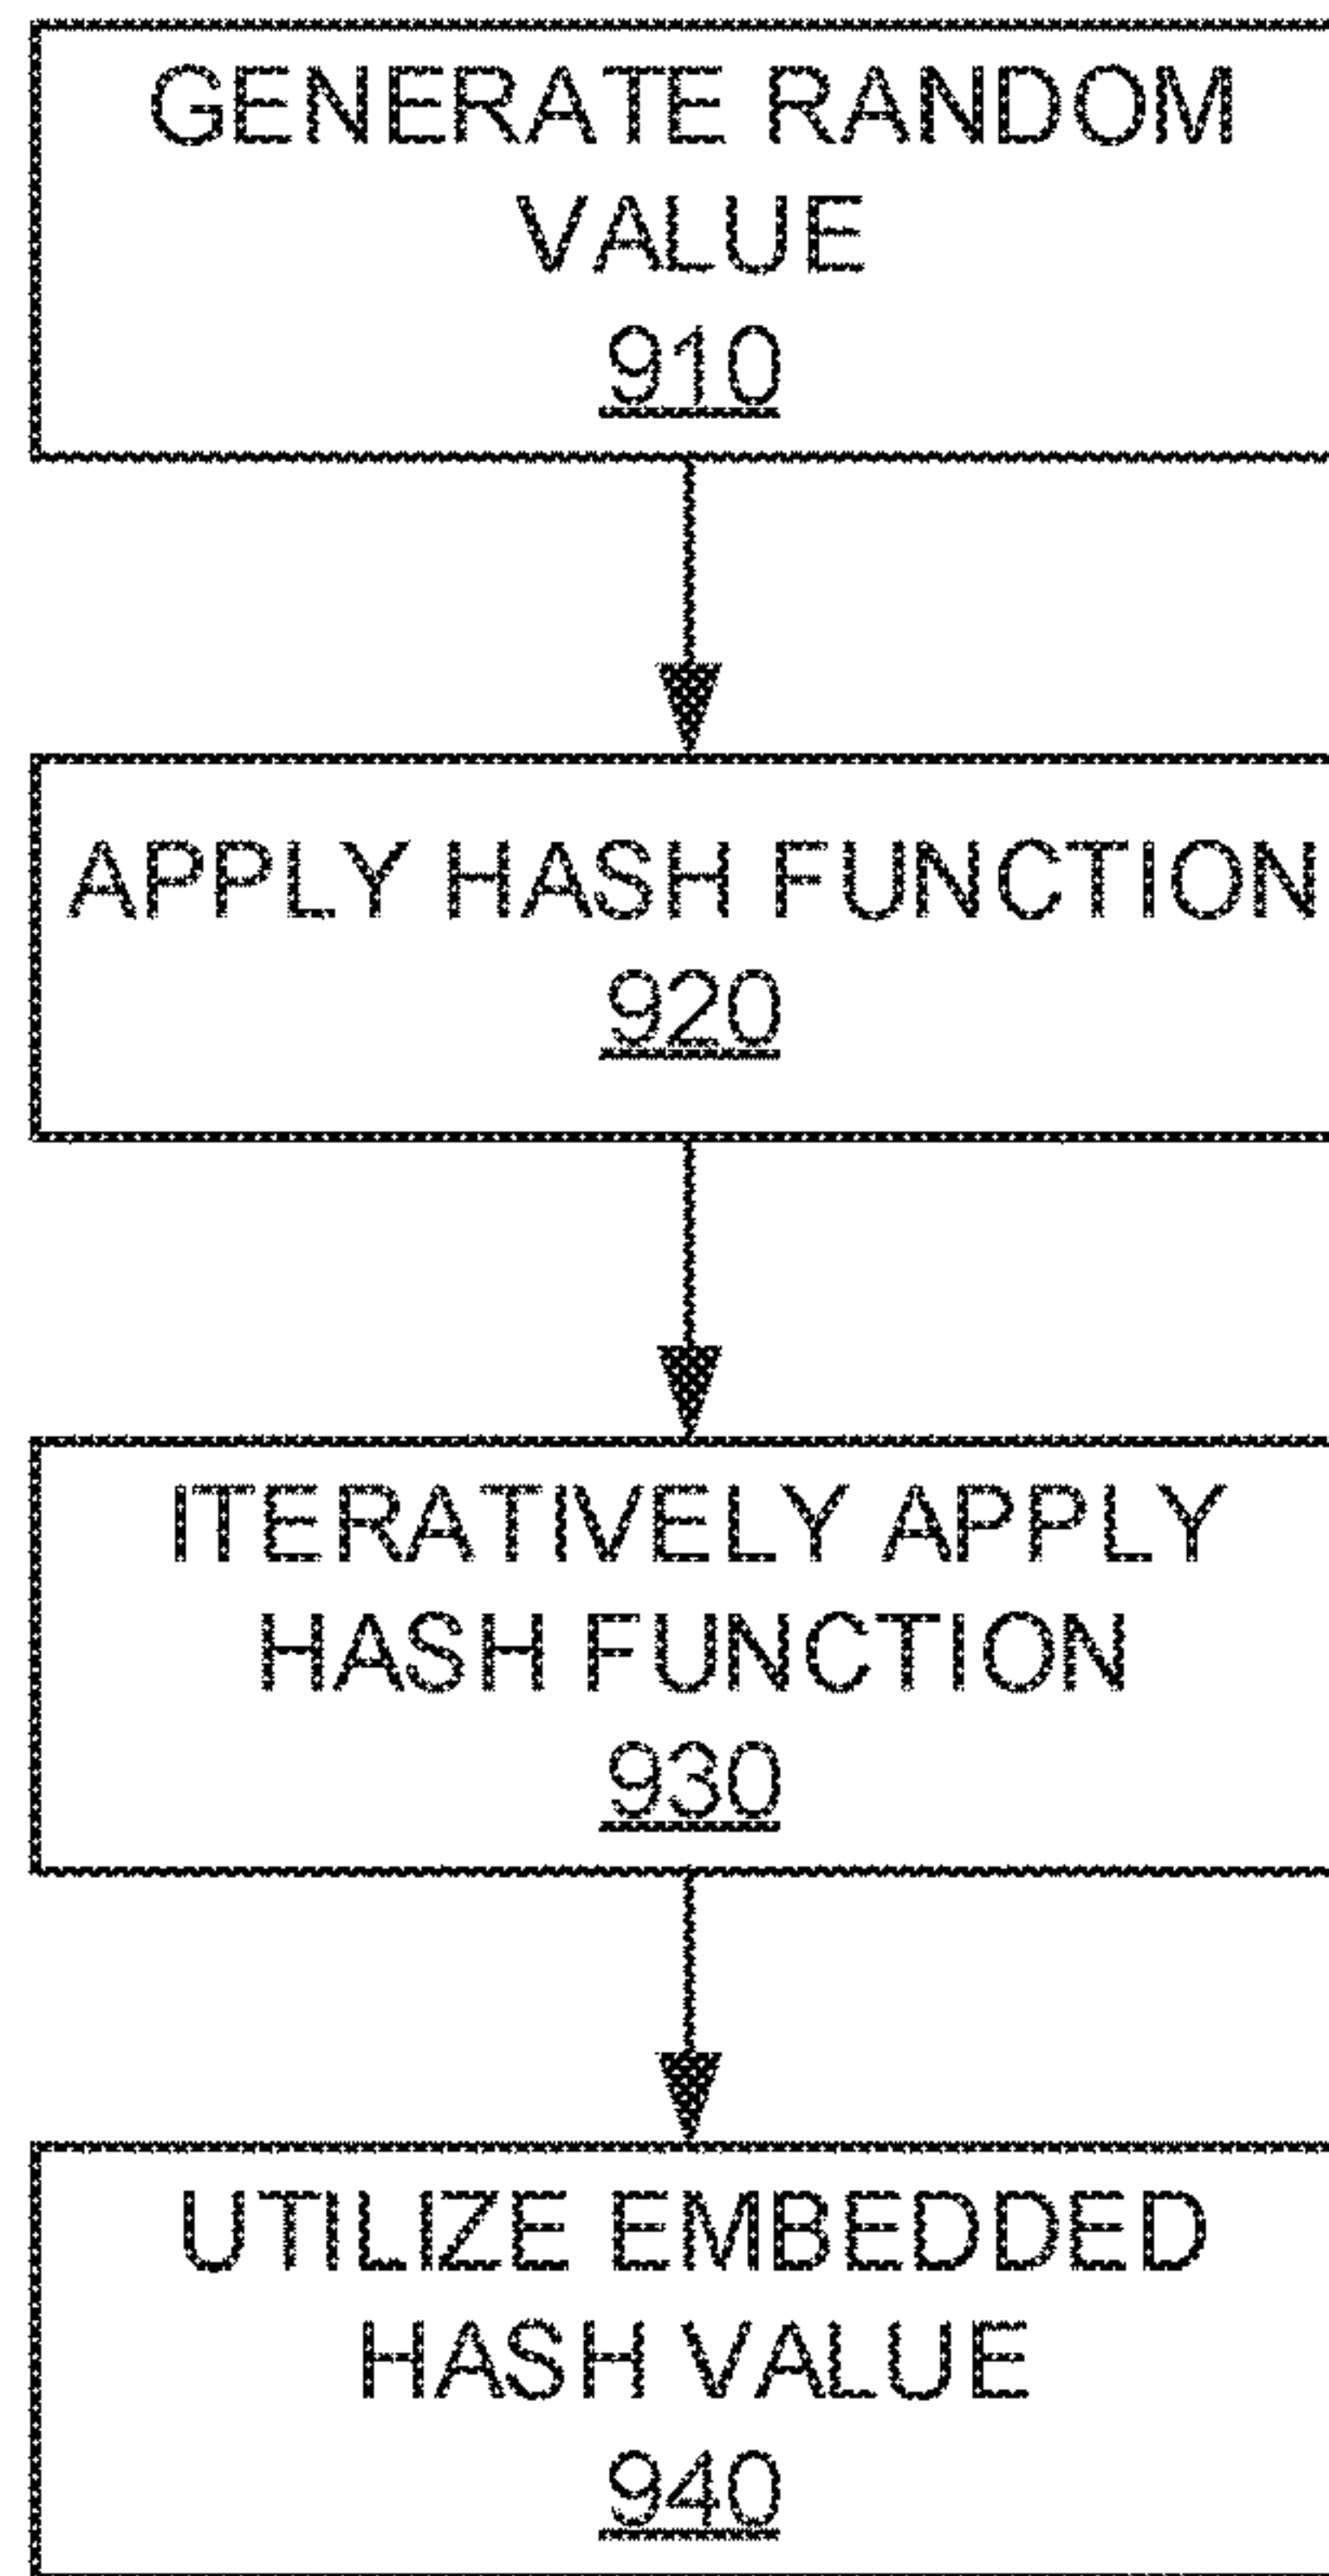 GENERATE RANDOM
VALUE
910
APPLY HASH FUNCTION
920
ITERATIVELY APPLY
HASH FUNCTION
930
UTILIZE EMBEDDED
HASH VALUE
940